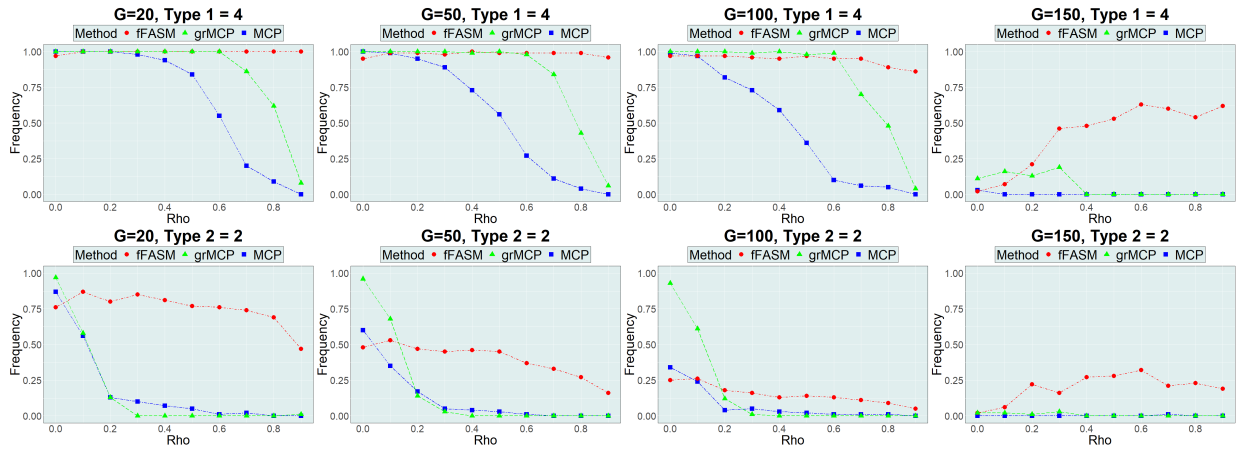 G=20, Type 1 = 4
Method fFASM grMCP MCP
1.00
0.75
0.50
0.25
0.00
Frequency
0.0 0.2 0.4 0.6 0.8
Rho
G=50, Type 1 = 4
Method fFASM grMCP MCP
1.00
0.75
0.50
0.25
0.00
Frequency
0.0 0.2 0.4 0.6 0.8
Rho
G=100, Type 1 = 4
Method fFASM grMCP MCP
1.00
0.75
0.50
0.25
0.00
Frequency
0.0 0.2 0.4 0.6 0.8
Rho
G=150, Type 1 = 4
Method fFASM grMCP MCP
1.00
0.75
0.50
0.25
0.00
Frequency
0.0 0.2 0.4 0.6 0.8
Rho
G=20, Type 2 = 2
Method fFASM grMCP MCP
1.00
0.75
0.50
0.25
0.00
Frequency
0.0 0.2 0.4 0.6 0.8
Rho
G=50, Type 2 = 2
Method fFASM grMCP MCP
1.00
0.75
0.50
0.25
0.00
Frequency
0.0 0.2 0.4 0.6 0.8
Rho
G=100, Type 2 = 2
Method fFASM grMCP MCP
1.00
0.75
0.50
0.25
0.00
Frequency
0.0 0.2 0.4 0.6 0.8
Rho
G=150, Type 2 = 2
Method fFASM grMCP MCP
1.00
0.75
0.50
0.25
0.00
Frequency
0.0 0.2 0.4 0.6 0.8
Rho